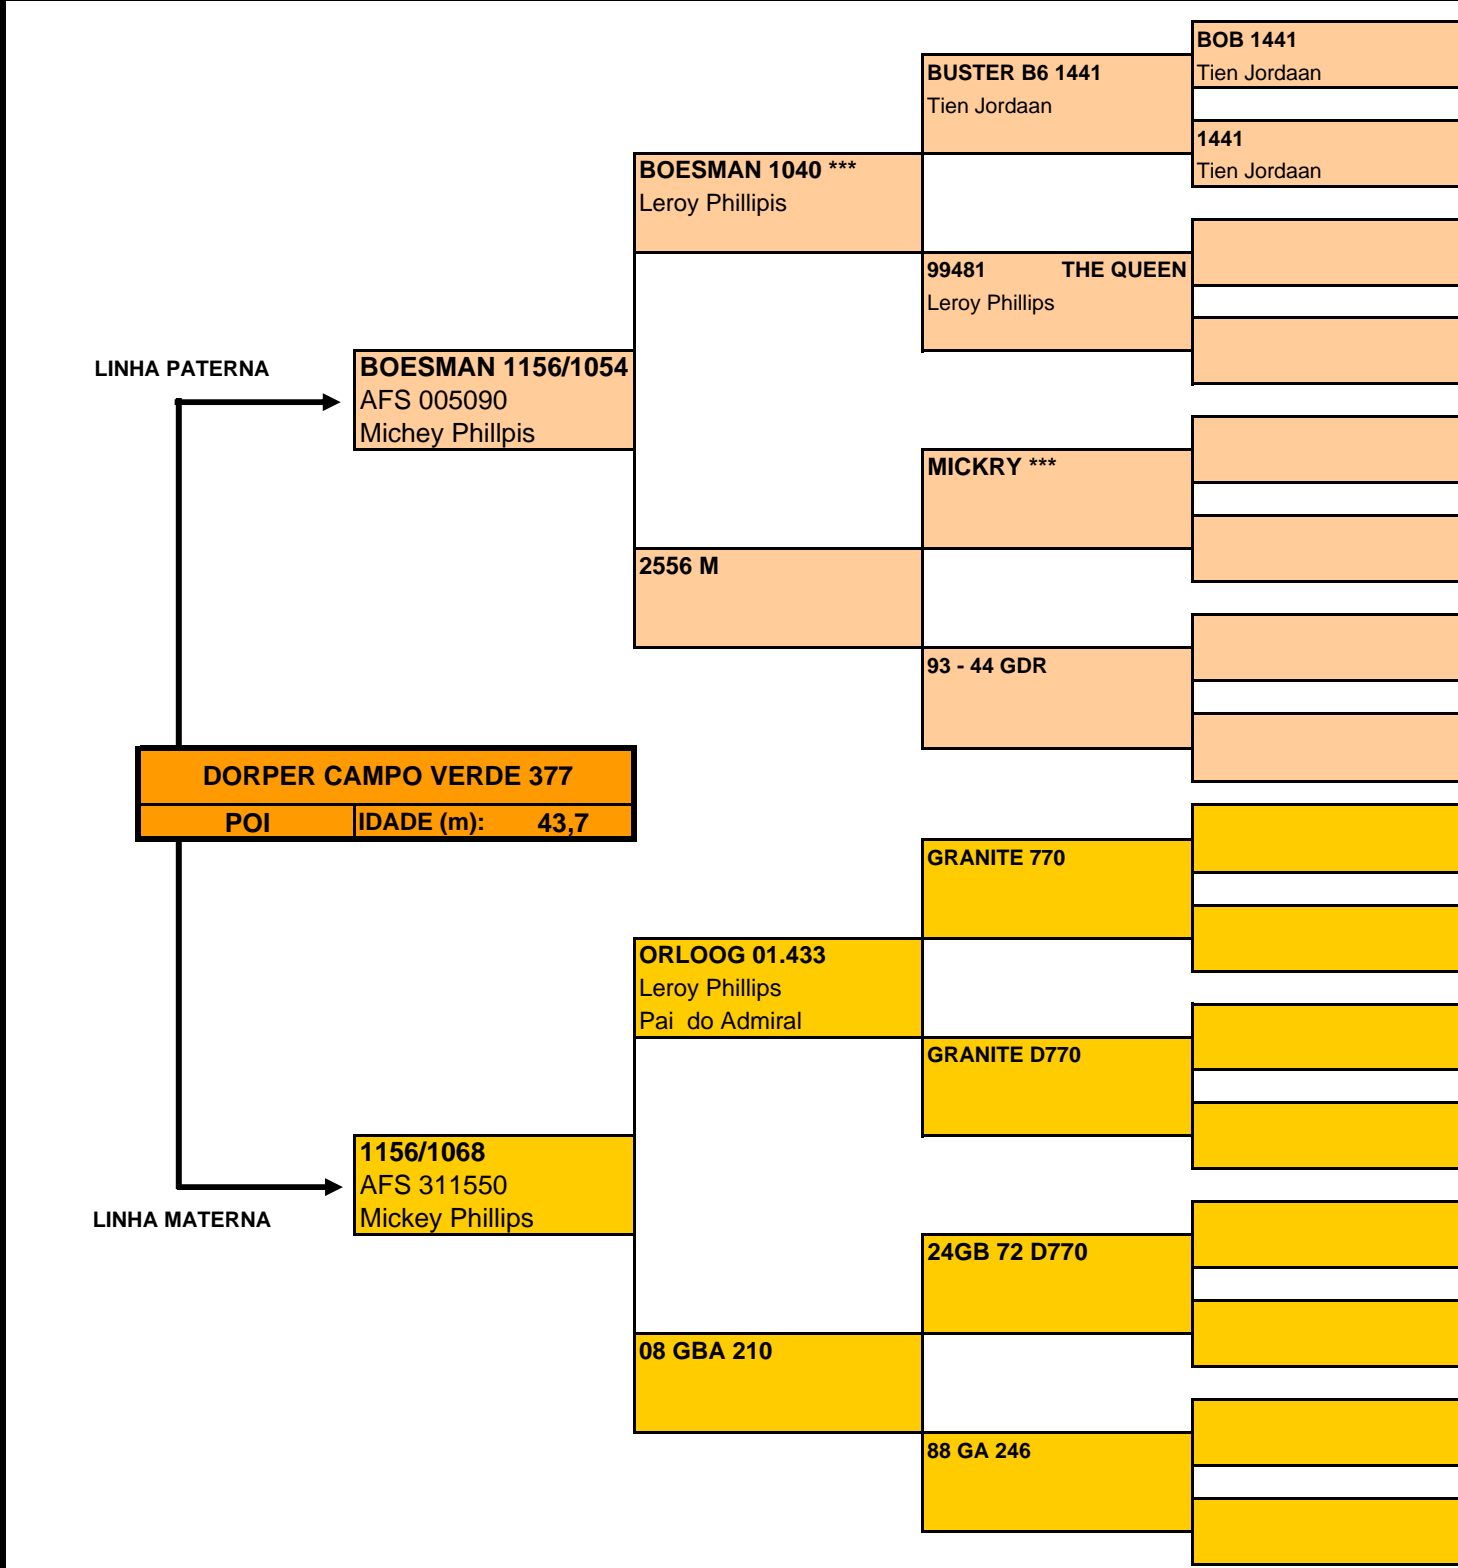 BOB 1441
BUSTER B6 1441
Tien Jordaan
Tien Jordaan
1441
BOESMAN 1040 ***
Tien Jordaan
Leroy Phillipis
99481 THE QUEEN
Leroy Phillips
LINHA PATERNA
BOESMAN 1156/1054
AFS 005090
Michey Phillpis
MICKRY ***
2556 M
93 - 44 GDR
DORPER CAMPO VERDE 377
POI IDADE (m): 43,7
GRANITE 770
ORLOOG 01.433
Leroy Phillips
Pai do Admiral
GRANITE D770
1156/1068
AFS 311550
Mickey Phillips
LINHA MATERNA
24GB 72 D770
08 GBA 210
88 GA 246